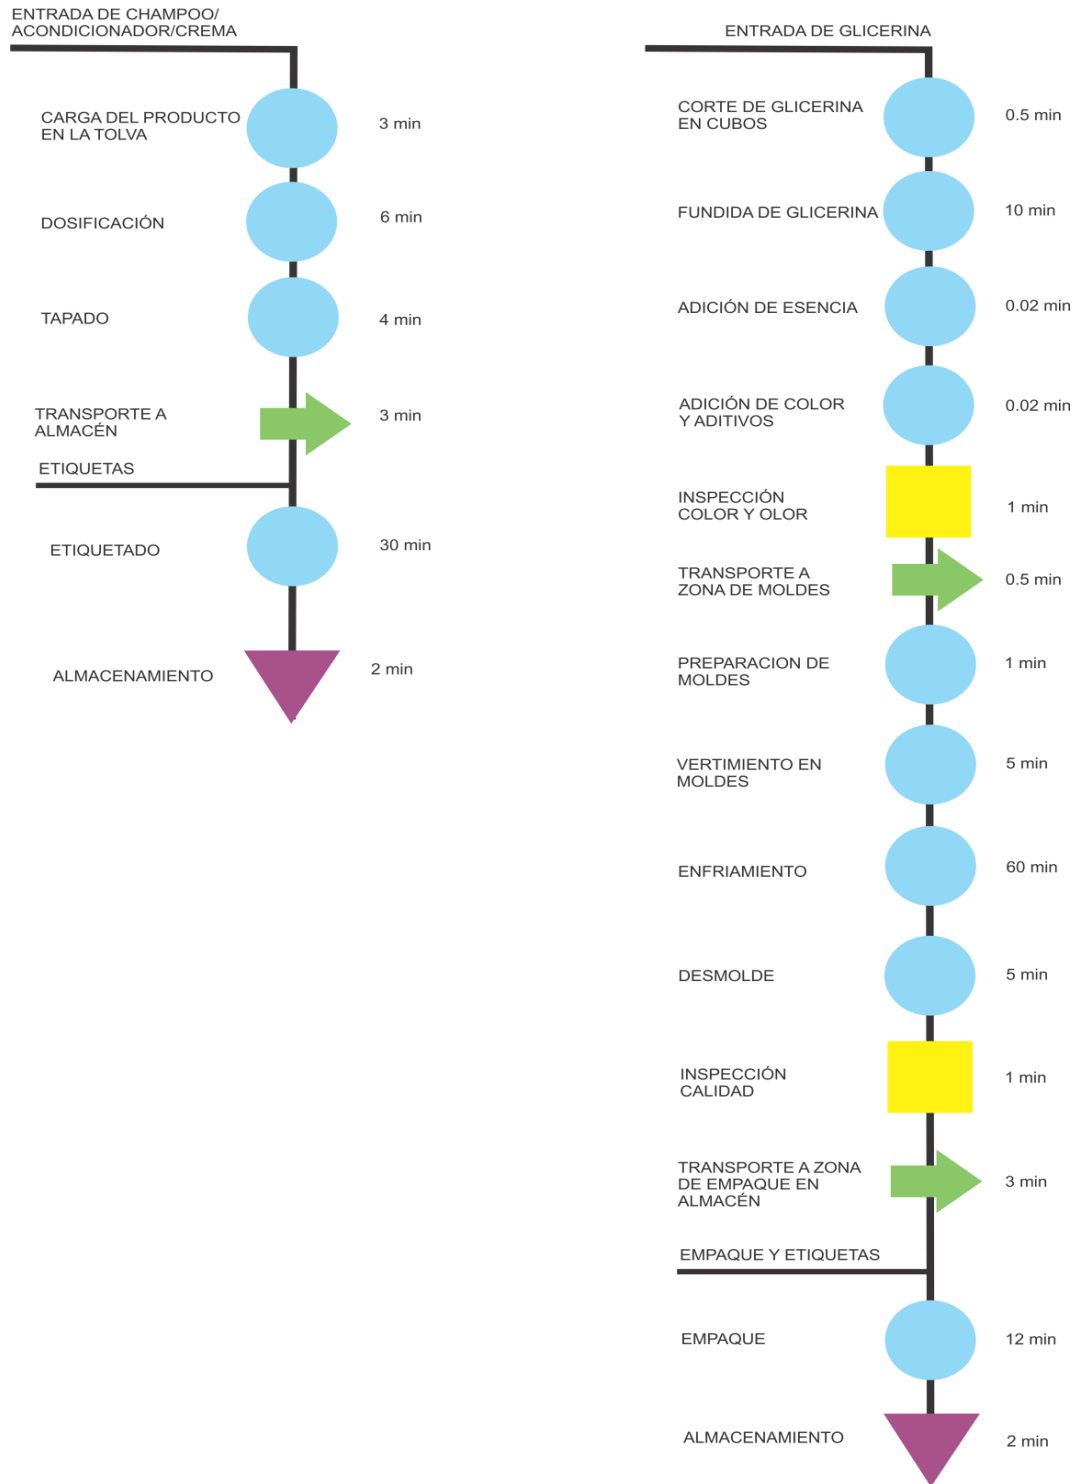 ENTRADA DE CHAMPOO/
ACONDICIONADOR/CREMA
CARGA DEL PRODUCTO
EN LA TOLVA
3 min
DOSIFICACIÓN
6 min
TAPADO
4 min
TRANSPORTE A
ALMACÉN
3 min
ETIQUETAS
ETIQUETADO
30 min
ALMACENAMIENTO
2 min
ENTRADA DE GLICERINA
CORTE DE GLICERINA
EN CUBOS
0.5 min
FUNDIDA DE GLICERINA
10 min
ADICIÓN DE ESENCIA
0.02 min
ADICIÓN DE COLOR
Y ADITIVOS
0.02 min
INSPECCIÓN
COLOR Y OLOR
1 min
TRANSPORTE A
ZONA DE MOLDES
0.5 min
PREPARACION DE
MOLDES
1 min
VERTIMIENTO EN
MOLDES
5 min
ENFRIAMIENTO
60 min
DESMOLDE
5 min
INSPECCIÓN
CALIDAD
1 min
TRANSPORTE A ZONA
DE EMPAQUE EN
ALMACÉN
3 min
EMPAQUE Y ETIQUETAS
EMPAQUE
12 min
ALMACENAMIENTO
2 min